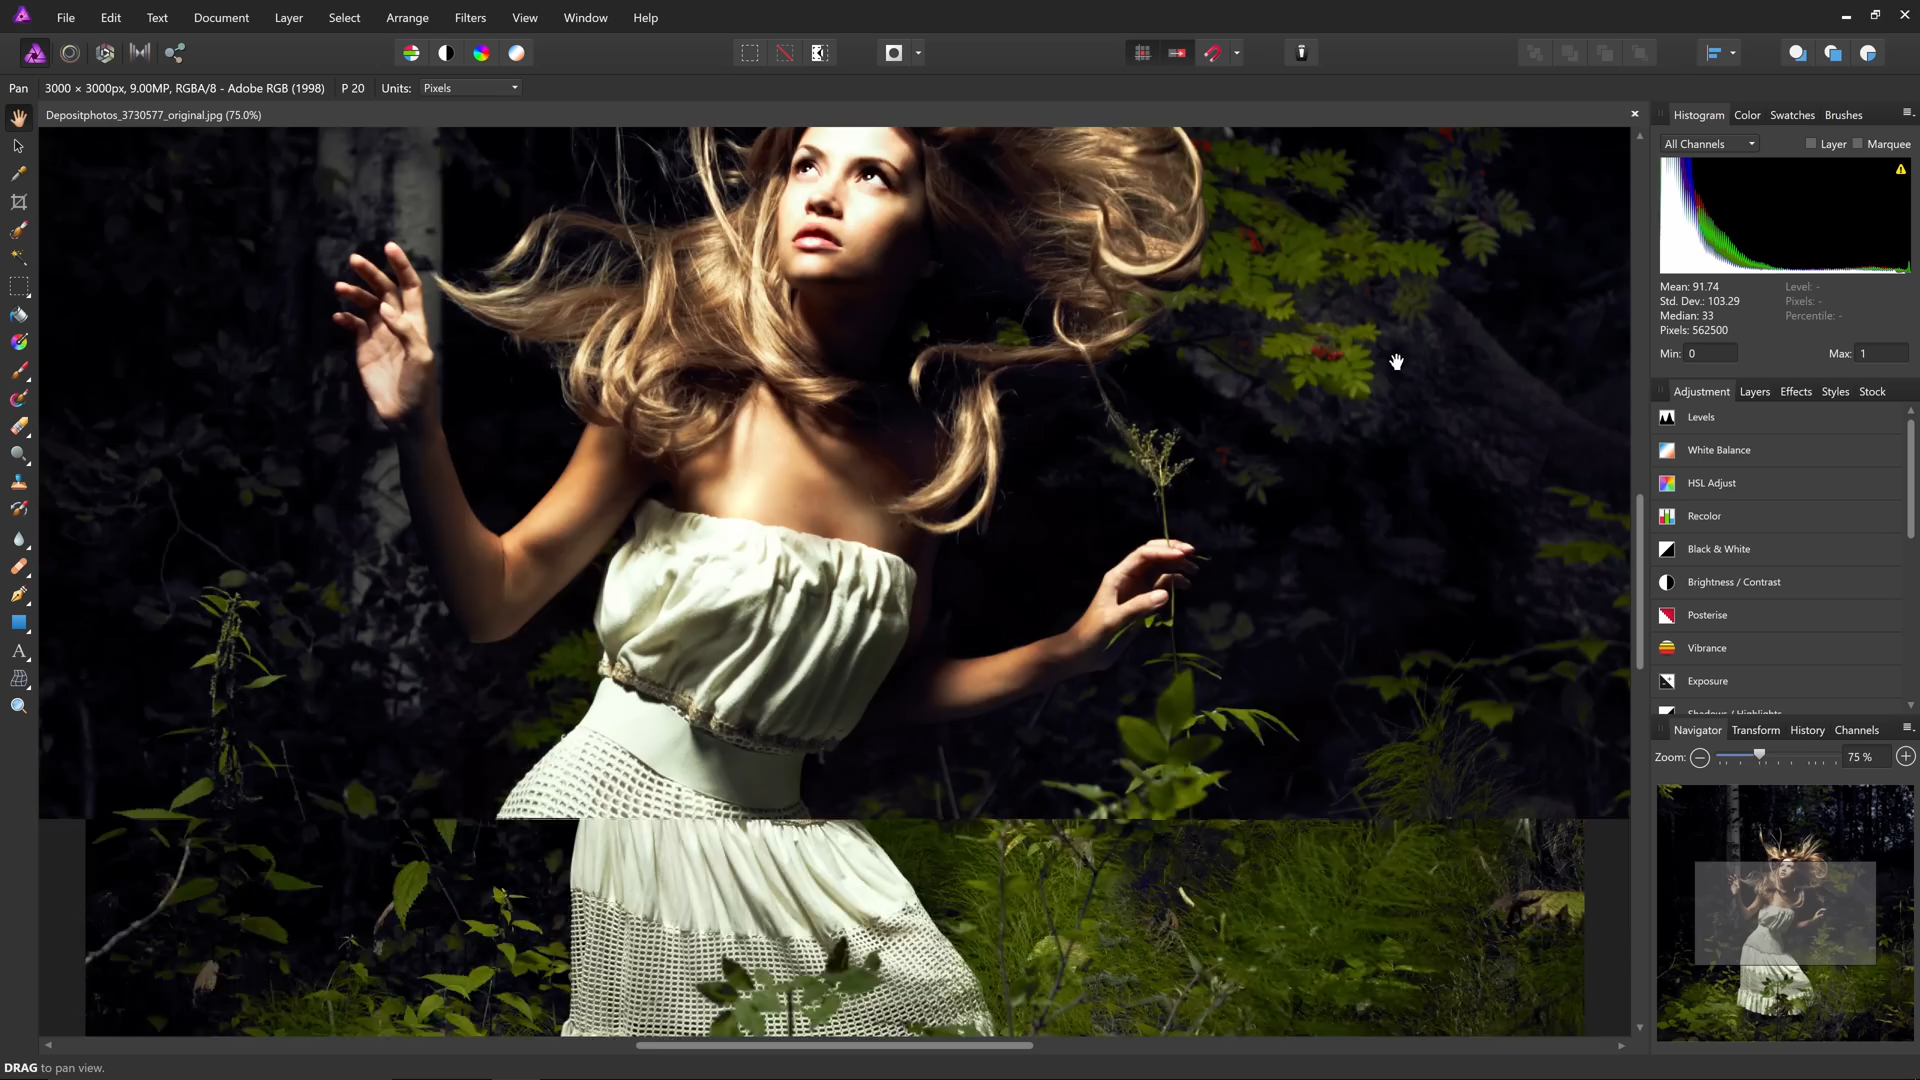 File Edit Text Document Layer Select Arrange Filters View Window Help
Pan 3000 × 3000px, 9.00MP, RGBA/8 - Adobe RGB (1998) P 20 Units: Pixels
Depositphotos_3730577_original.jpg (75.0%)
Histogram Color Swatches Brushes
All Channels Layer Marquee
Mean: 91.74 Level: -
Std. Dev.: 103.29 Pixels: -
Median: 33 Percentile: -
Pixels: 562500
Min: 0 Max: 1
Adjustment Layers Effects Styles Stock
Levels
White Balance
HSL Adjust
Recolor
Black & White
Brightness / Contrast
Posterise
Vibrance
Exposure
Shadows / Highlights
Navigator Transform History Channels
Zoom: 75 %
A
DRAG to pan view.